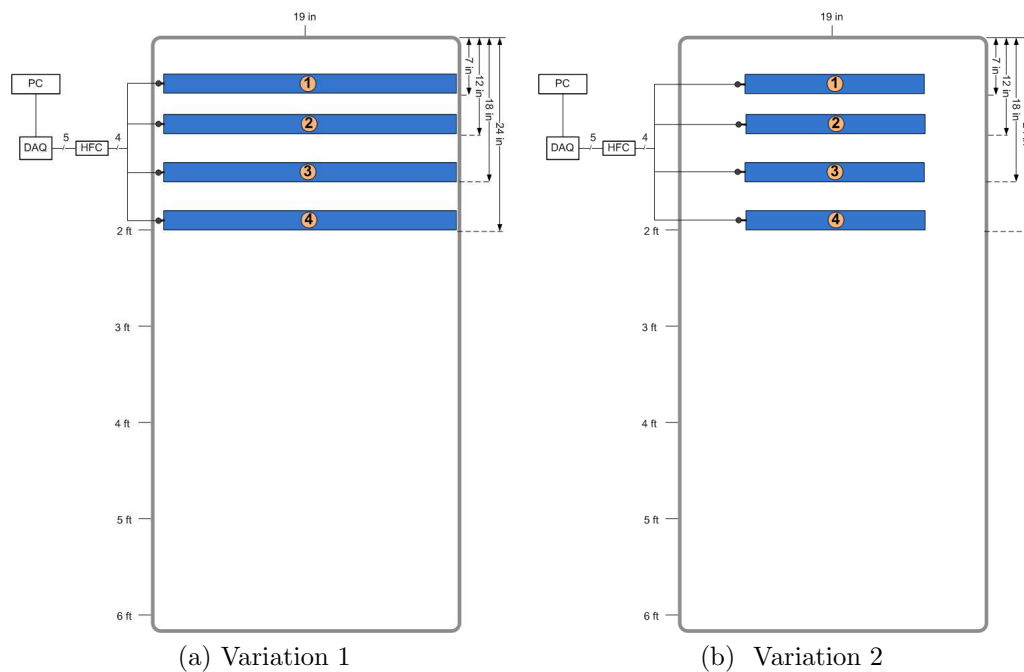 19 in
PC
DAQ
5
HFC
4
1
2
3
4
7 in
12 in
18 in
24 in
2 ft
3 ft
4 ft
5 ft
6 ft
(a) Variation 1
19 in
PC
DAQ
5
HFC
4
1
2
3
4
7 in
12 in
18 in
2 ft
3 ft
4 ft
5 ft
6 ft
(b) Variation 2